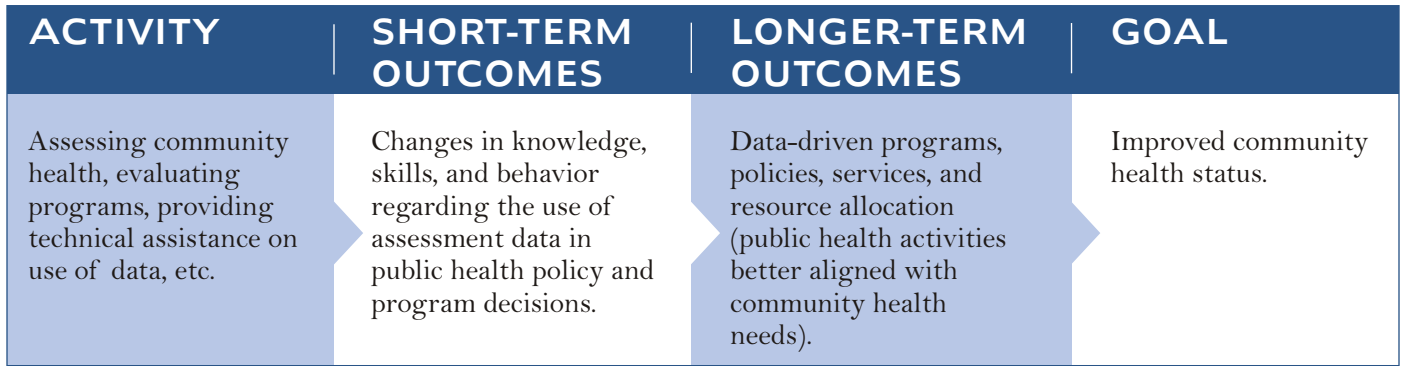 ACTIVITY
SHORT-TERM
OUTCOMES
LONGER-TERM
OUTCOMES
GOAL
Assessing community
health, evaluating
programs, providing
technical assistance on
use of data, etc.
Changes in knowledge,
skills, and behavior
regarding the use of
assessment data in
public health policy and
program decisions.
Data-driven programs,
policies, services, and
resource allocation
(public health activities
better aligned with
community health
needs).
Improved community
health status.